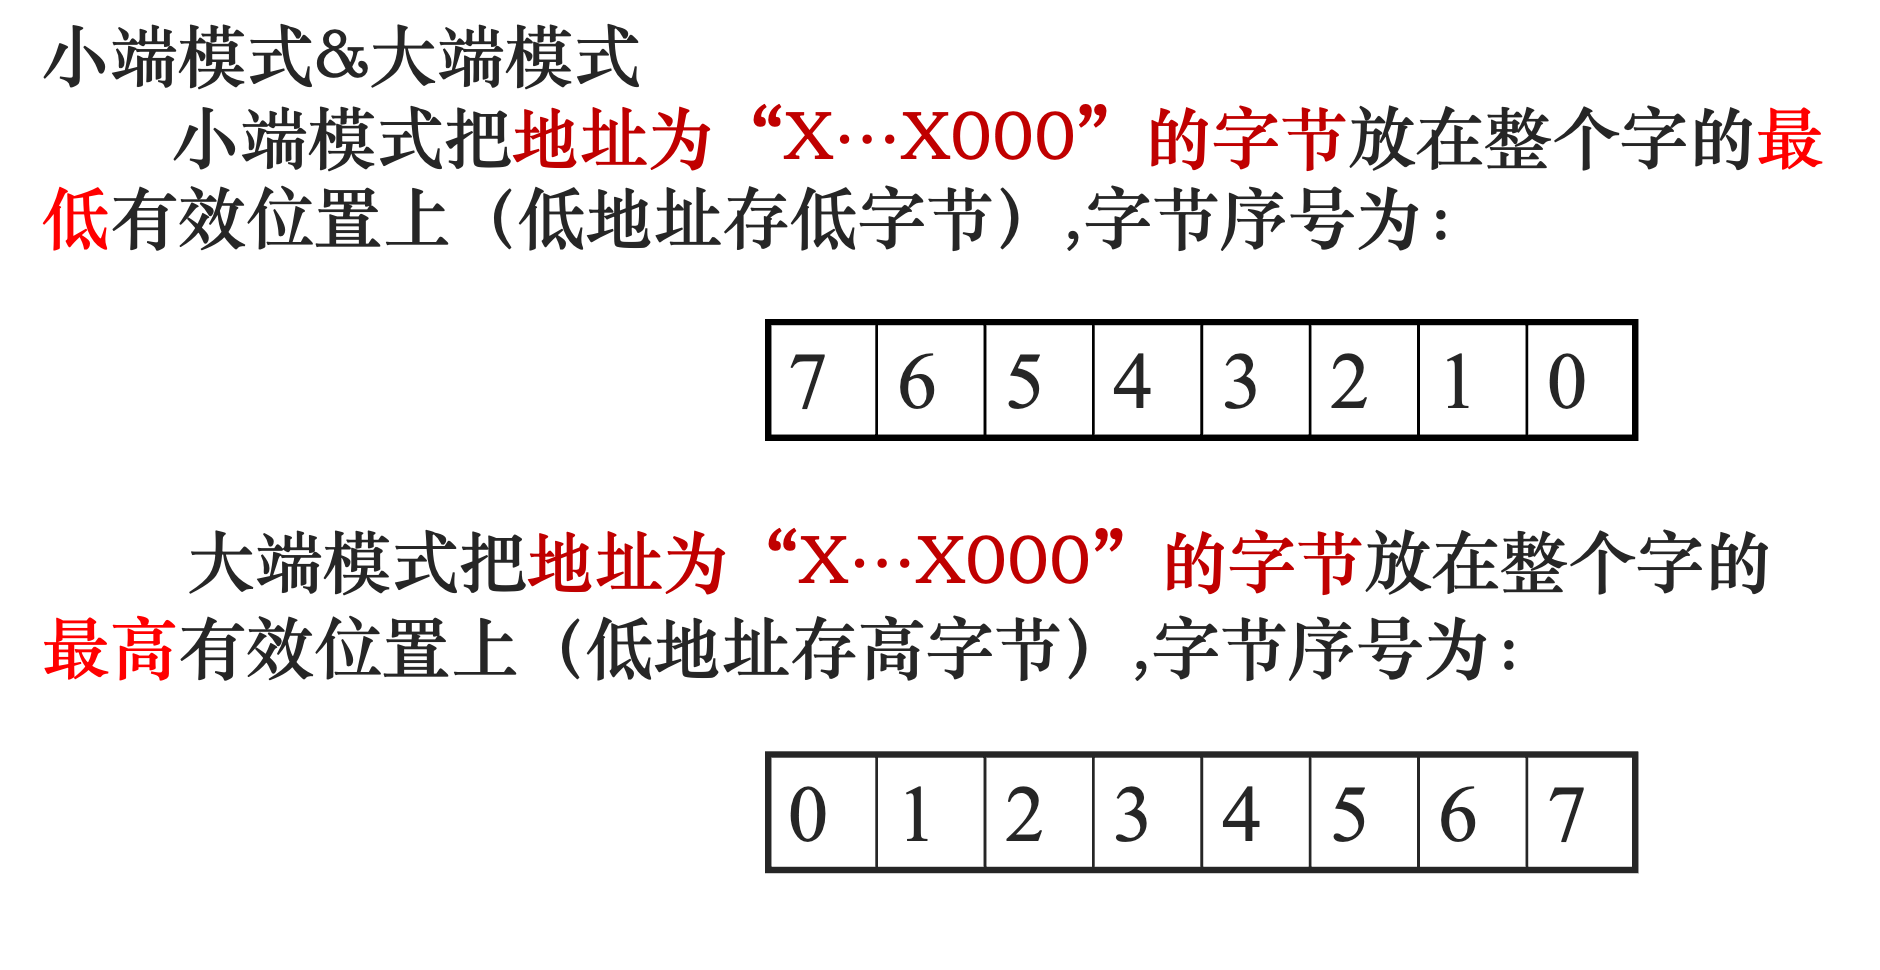 小端模式&大端模式
小端模式把地址为“X…X000”的字节放在整个字的最
低有效位置上（低地址存低字节）,字节序号为：
7 6 5 4 3 2 1 0
大端模式把地址为“X…X000”的字节放在整个字的
最高有效位置上（低地址存高字节）,字节序号为：
0 1 2 3 4 5 6 7